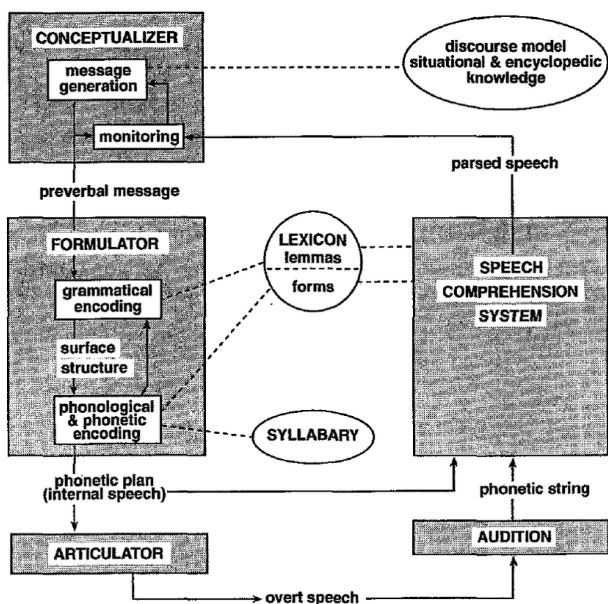 CONCEPTUALIZER
message
generation
monitoring
discourse model
situational & encyclopedic
knowledge
parsed speech
preverbal message
FORMULATOR
grammatical
encoding
surface
structure
phonological
& phonetic
encoding
LEXICON
lemmas
forms
SYLLABARY
SPEECH
COMPREHENSION
SYSTEM
phonetic plan
(internal speech)
phonetic string
ARTICULATOR
AUDITION
overt speech